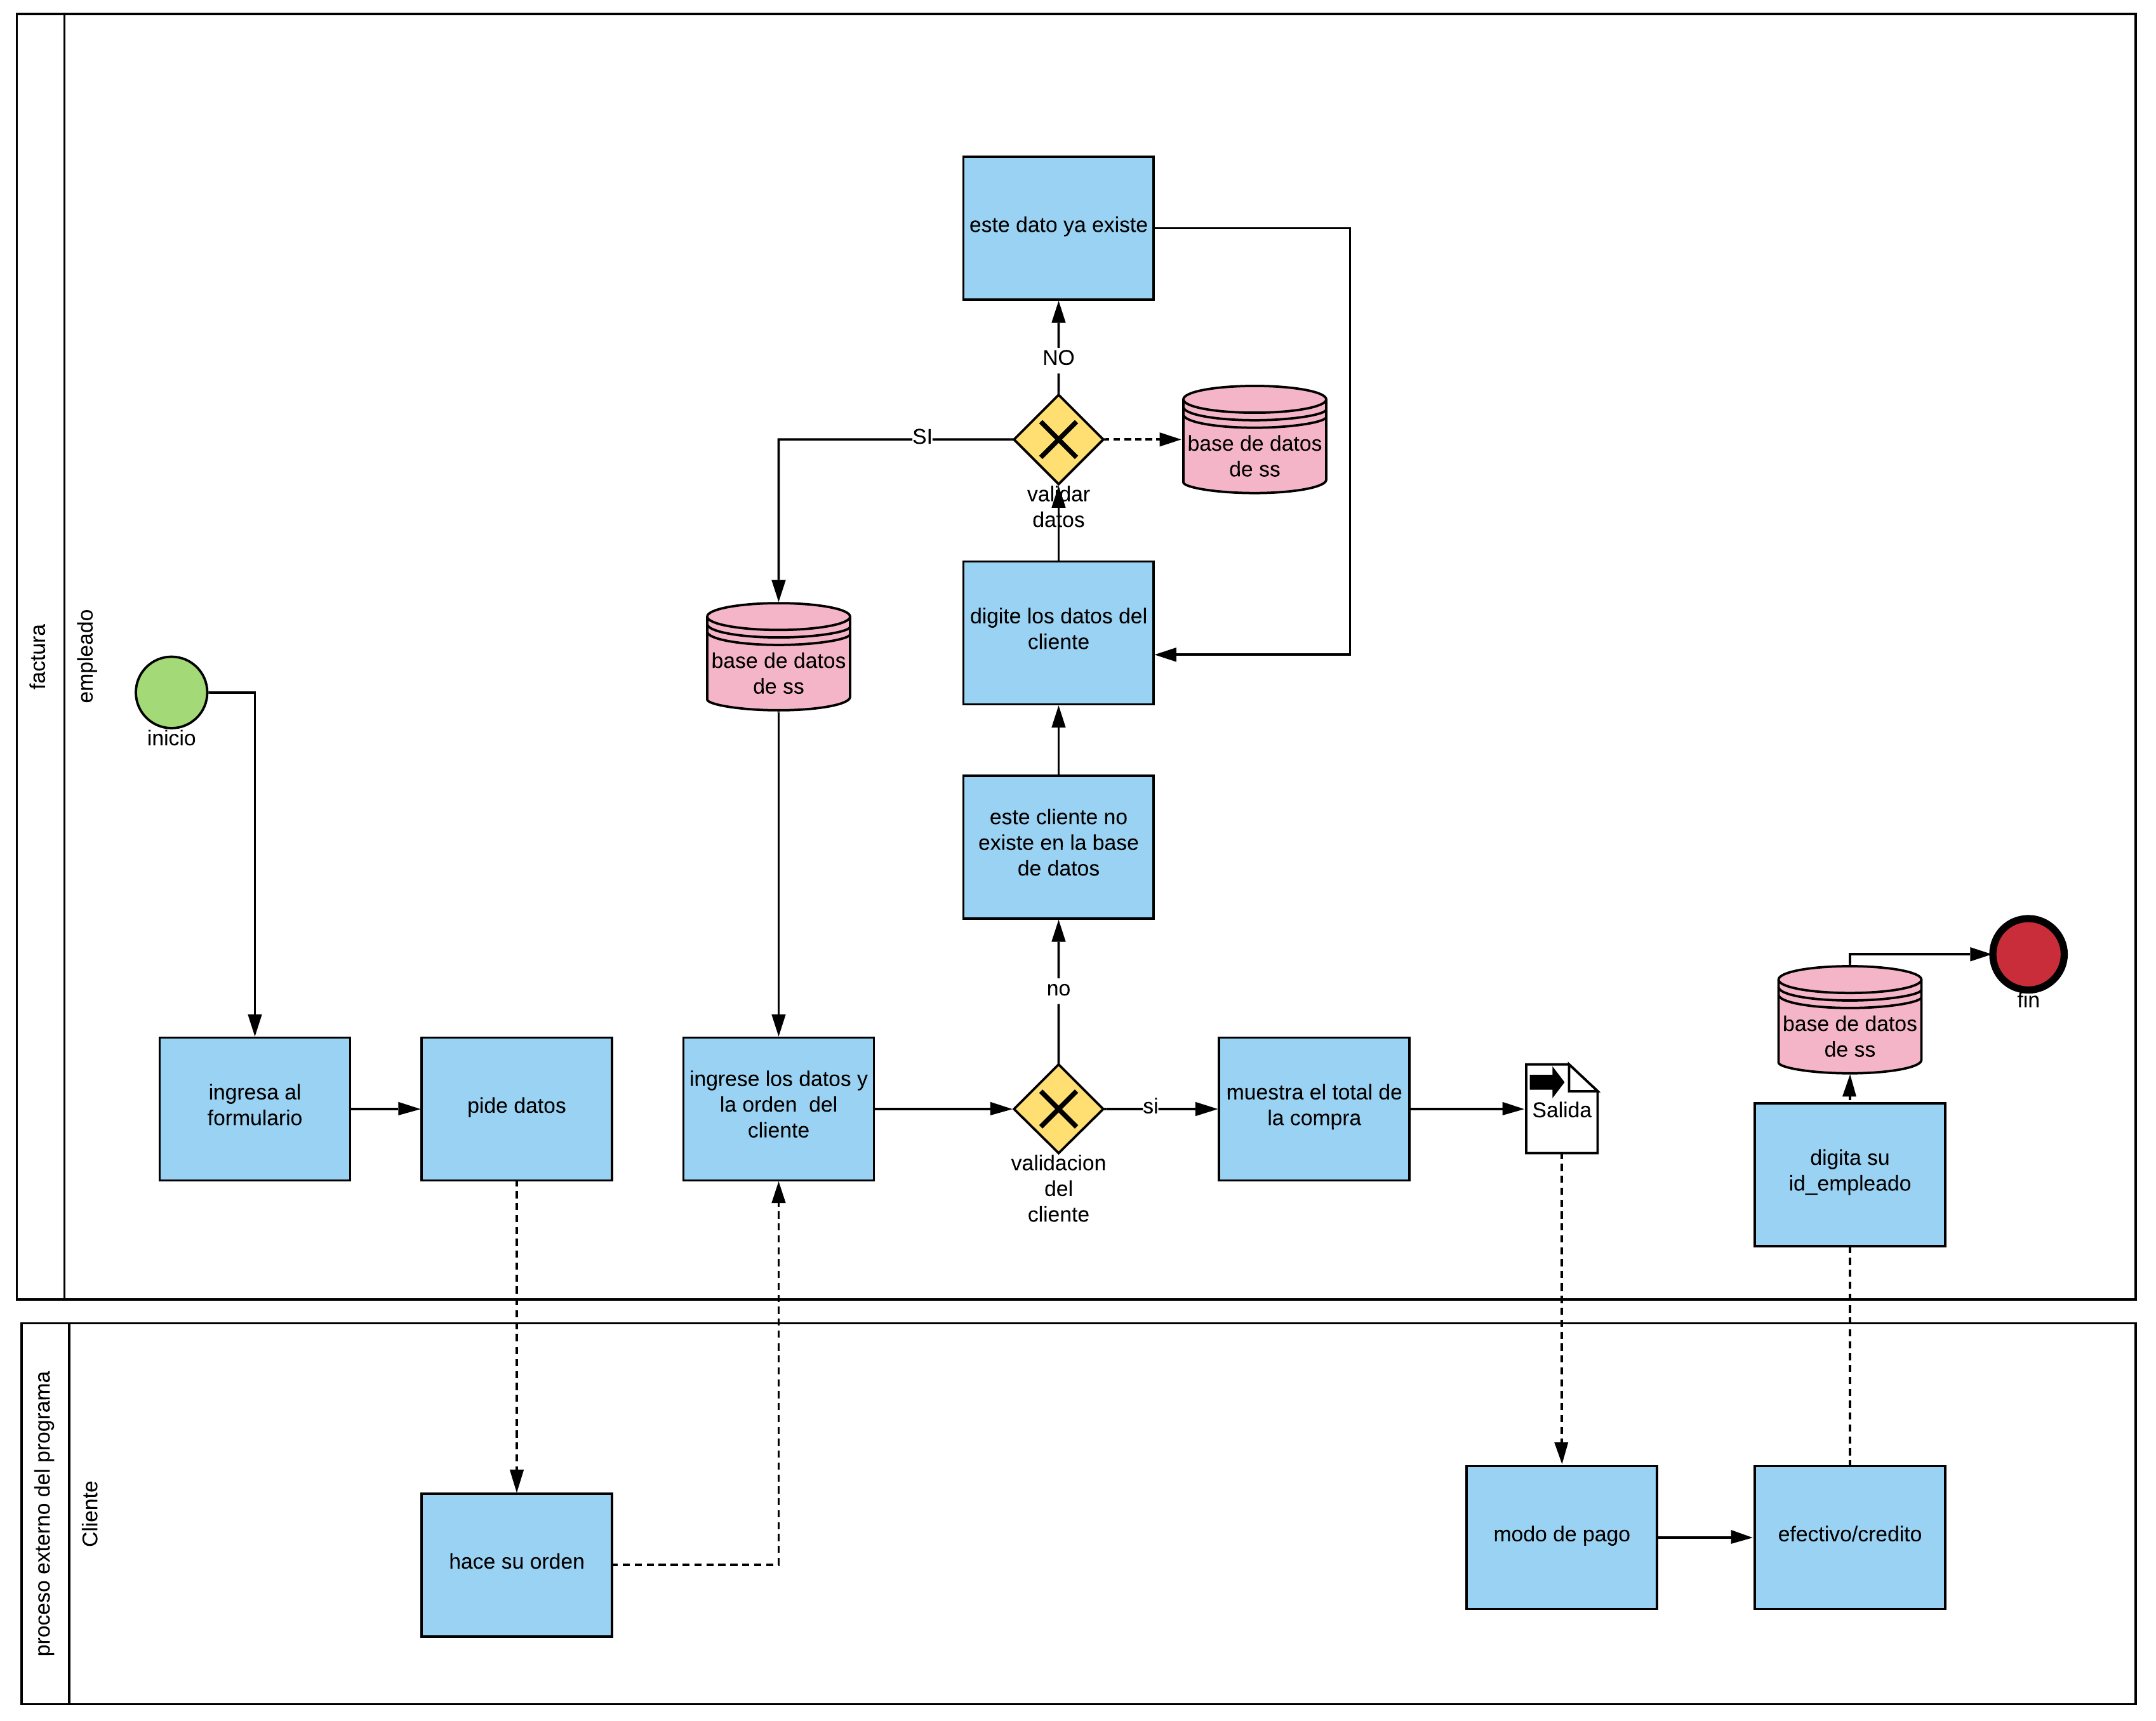 factura
empleado
este dato ya existe
NO
SI
base de datos
de ss
validar
datos
digite los datos del
cliente
base de datos
de ss
inicio
este cliente no
existe en la base
de datos
no
fin
base de datos
de ss
ingresa al
formulario
pide datos
ingrese los datos y
la orden del
cliente
si
validacion
del
cliente
muestra el total de
la compra
Salida
digita su
id_empleado
proceso externo del programa
Cliente
hace su orden
modo de pago
efectivo/credito